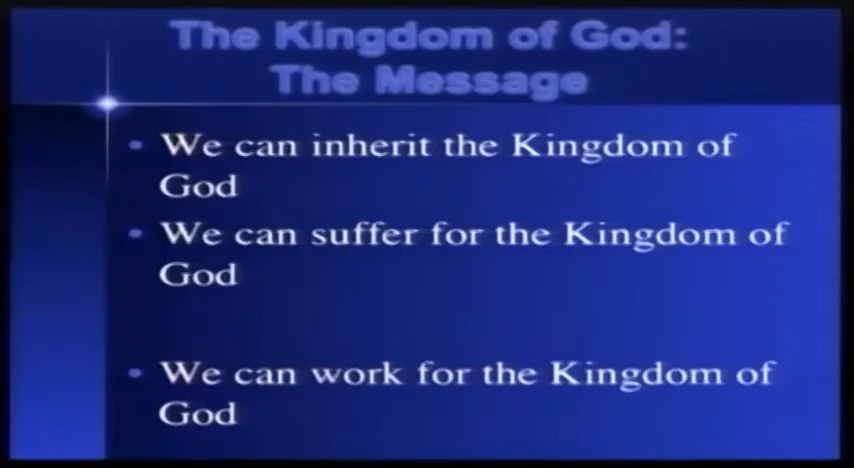 The Kingdom of God:
The Message
• We can inherit the Kingdom of
God
• We can suffer for the Kingdom of
God
• We can work for the Kingdom of
God